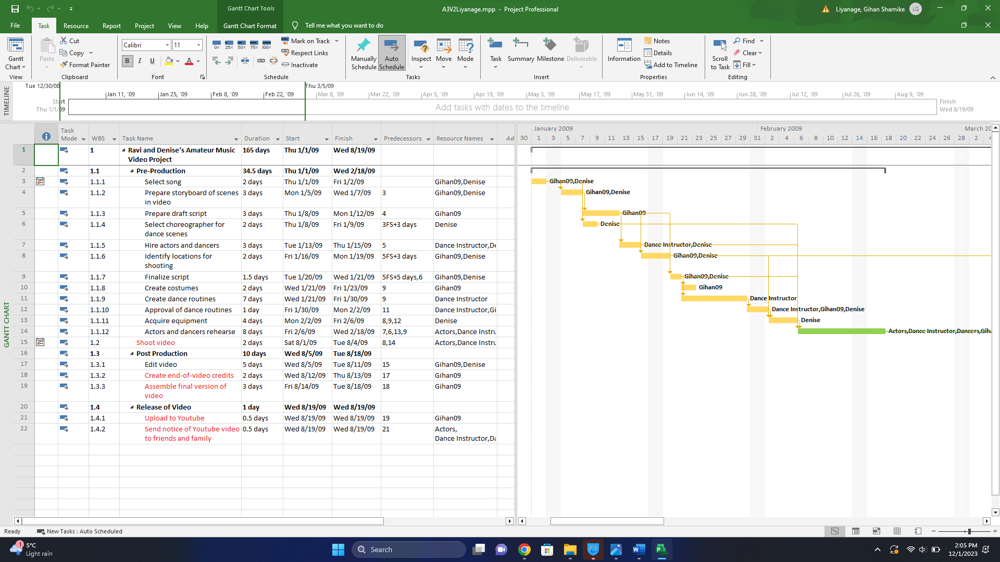 Gantt Chart Tools
A3V2Liyanage.mpp - Project Professional
Liyanage, Gihan Shamike LG
File Task Resource Report Project View Help Gantt Chart Format Tell me what you want to do
Gantt Chart
View
Paste
Cut
Copy
Format Painter
Clipboard
Calibri 11
B I U A
Font
0% 25% 50% 75% 100%
Mark on Track
Respect Links
Inactivate
Schedule
Manually Schedule
Auto Schedule
Inspect Move Mode
Tasks
Task Summary Milestone Deliverable
Insert
Information
Notes
Details
Add to Timeline
Properties
Scroll to Task
Find
Clear
Fill
Editing
TIMELINE
Tue 12/30/08 Thu 3/5/09
Jan 11, '09 Jan 25, '09 Feb 8, '09 Feb 22, '09 Mar 8, '09 Mar 22, '09 Apr 5, '09 Apr 19, '09 May 3, '09 May 17, '09 May 31, '09 Jun 14, '09 Jun 28, '09 Jul 12, '09 Jul 26, '09 Aug 9, '09
Start
Thu 1/1/09
Add tasks with dates to the timeline
Finish
Wed 8/19/09
GANTT CHART
Task Mode WBS Task Name Duration Start Finish Predecessors Resource Names Ad
1 1 Ravi and Denise's Amateur Music Video Project 165 days Thu 1/1/09 Wed 8/19/09
2 1.1 Pre-Production 34.5 days Thu 1/1/09 Wed 2/18/09
3 1.1.1 Select song 2 days Thu 1/1/09 Fri 1/2/09 Gihan09,Denise
4 1.1.2 Prepare storyboard of scenes in video 3 days Mon 1/5/09 Wed 1/7/09 3 Gihan09,Denise
5 1.1.3 Prepare draft script 3 days Thu 1/8/09 Mon 1/12/09 4 Gihan09
6 1.1.4 Select choreographer for dance scenes 2 days Thu 1/8/09 Fri 1/9/09 3FS+3 days Denise
7 1.1.5 Hire actors and dancers 3 days Tue 1/13/09 Thu 1/15/09 5 Dance Instructor,De
8 1.1.6 Identify locations for shooting 2 days Fri 1/16/09 Mon 1/19/09 5FS+3 days Gihan09,Denise
9 1.1.7 Finalize script 1.5 days Tue 1/20/09 Wed 1/21/09 5FS+5 days,6 Gihan09,Denise
10 1.1.8 Create costumes 2 days Wed 1/21/09 Fri 1/23/09 9 Gihan09
11 1.1.9 Create dance routines 7 days Wed 1/21/09 Fri 1/30/09 9 Dance Instructor
12 1.1.10 Approval of dance routines 1 day Fri 1/30/09 Mon 2/2/09 11 Dance Instructor,Gi
13 1.1.11 Acquire equipment 4 days Mon 2/2/09 Fri 2/6/09 8,9,12 Denise
14 1.1.12 Actors and dancers rehearse 8 days Fri 2/6/09 Wed 2/18/09 7,6,13,9 Actors,Dance Instru
15 1.2 Shoot video 2 days Sat 8/1/09 Tue 8/4/09 8,14 Actors,Dance Instru
16 1.3 Post Production 10 days Wed 8/5/09 Tue 8/18/09
17 1.3.1 Edit video 5 days Wed 8/5/09 Tue 8/11/09 15 Gihan09,Denise
18 1.3.2 Create end-of-video credits 2 days Wed 8/12/09 Thu 8/13/09 17 Gihan09
19 1.3.3 Assemble final version of video 3 days Fri 8/14/09 Tue 8/18/09 18 Gihan09
20 1.4 Release of Video 1 day Wed 8/19/09 Wed 8/19/09
21 1.4.1 Upload to Youtube 0.5 days Wed 8/19/09 Wed 8/19/09 19 Gihan09
22 1.4.2 Send notice of Youtube video to friends and family 0.5 days Wed 8/19/09 Wed 8/19/09 21 Actors, Dance Instructor,Da
January 2009 February 2009 March 20
30 1 3 5 7 9 11 13 15 17 19 21 23 25 27 29 31 2 4 6 8 10 12 14 16 18 20 22 24 26 28 2 4
Gihan09,Denise
Gihan09,Denise
Gihan09
Denise
Dance Instructor,Denise
Gihan09,Denise
Gihan09,Denise
Gihan09
Dance Instructor
Dance Instructor,Gihan09,Denise
Denise
Actors,Dance Instructor,Dancers,Giha
Ready New Tasks : Auto Scheduled
1
5°C
Light rain
Search
2:05 PM
12/1/2023